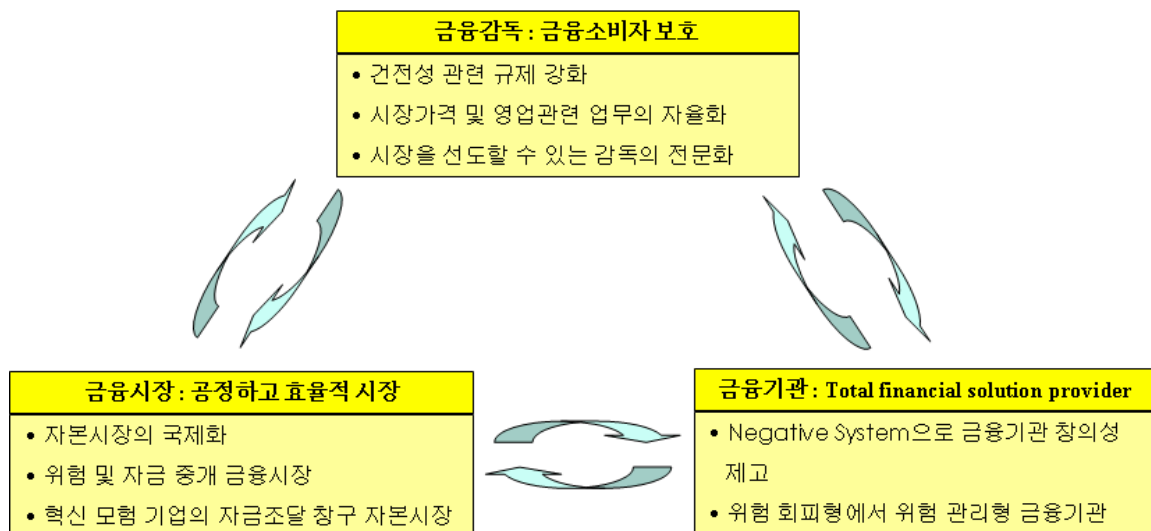 금융감독 : 금융소비자 보호
• 건전성 관련 규제 강화
• 시장가격 및 영업관련 업무의 자율화
• 시장을 선도할 수 있는 감독의 전문화
금융시장 : 공정하고 효율적 시장
• 자본시장의 국제화
• 위험 및 자금 중개 금융시장
• 혁신 모험 기업의 자금조달 창구 자본시장
금융기관 : Total financial solution provider
• Negative System으로 금융기관 창의성
제고
• 위험 회피형에서 위험 관리형 금융기관